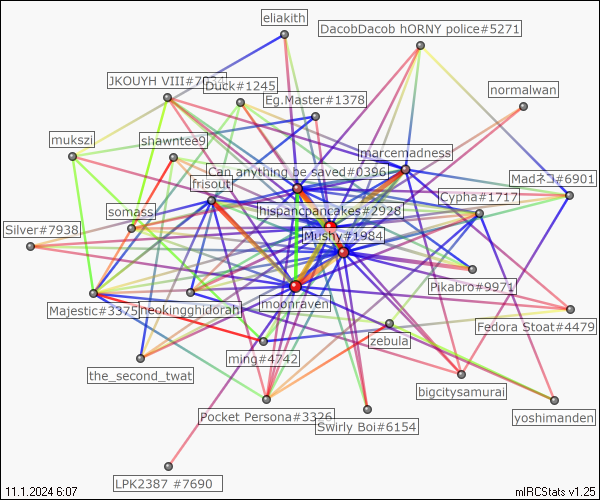 eliakith
DacobDacob hORNY police#5271
JKOUYH VIII#7034
Duck#1245
Eg.Master#1378
normalwan
mukszi
shawntee9
marcemadness
Can anything be saved#0396
frisout
Madネコ#6901
Cypha#1717
somass
hispancpancakes#2928
Silver#7938
Mushy#1984
Pikabro#9971
moonraven
Majestic#3375
heokingghidorah
Fedora Stoat#4479
zebula
ming#4742
the_second_twat
bigcitysamurai
Pocket Persona#3326
Swirly Boi#6154
yoshimanden
LPK2387 #7690
11.1.2024 6:07
mIRCStats v1.25